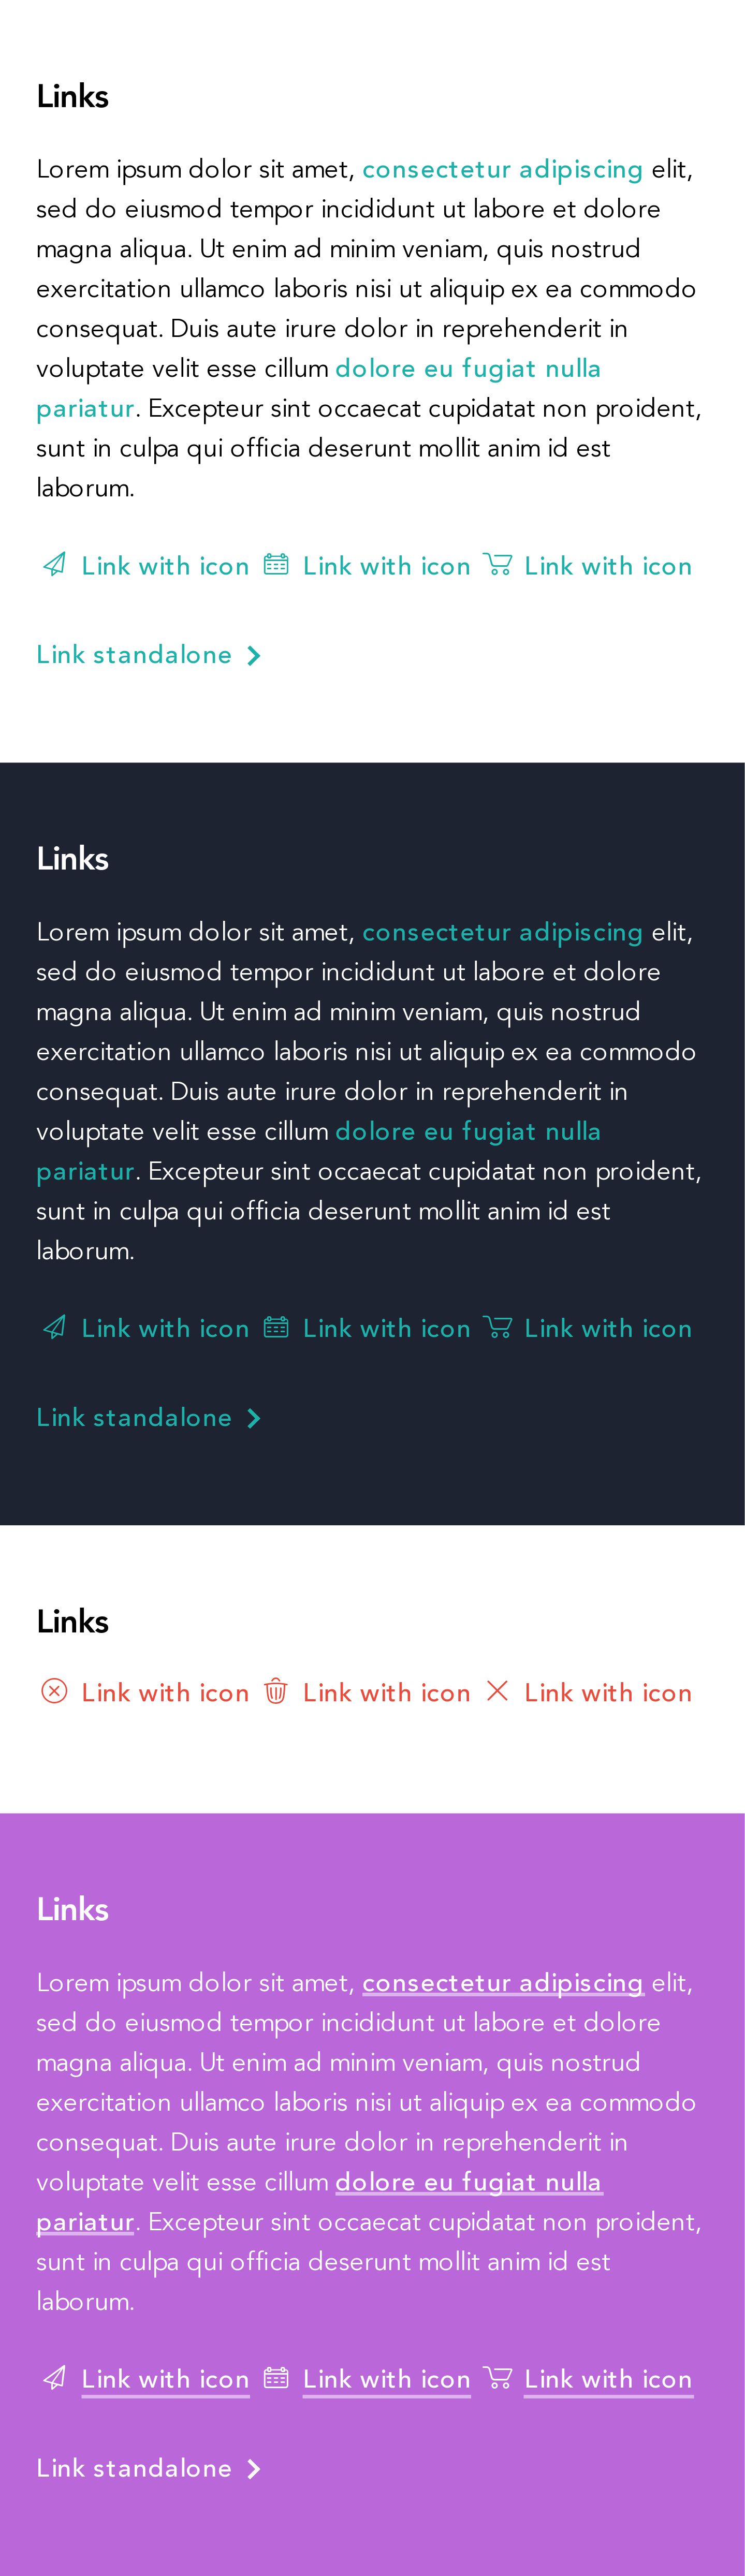 Links
Lorem ipsum dolor sit amet, consectetur adipiscing elit,
sed do eiusmod tempor incididunt ut labore et dolore
magna aliqua. Ut enim ad minim veniam, quis nostrud
exercitation ullamco laboris nisi ut aliquip ex ea commodo
consequat. Duis aute irure dolor in reprehenderit in
voluptate velit esse cillum dolore eu fugiat nulla
pariatur. Excepteur sint occaecat cupidatat non proident,
sunt in culpa qui officia deserunt mollit anim id est
laborum.
Link with icon Link with icon Link with icon
Link standalone
Links
Lorem ipsum dolor sit amet, consectetur adipiscing elit,
sed do eiusmod tempor incididunt ut labore et dolore
magna aliqua. Ut enim ad minim veniam, quis nostrud
exercitation ullamco laboris nisi ut aliquip ex ea commodo
consequat. Duis aute irure dolor in reprehenderit in
voluptate velit esse cillum dolore eu fugiat nulla
pariatur. Excepteur sint occaecat cupidatat non proident,
sunt in culpa qui officia deserunt mollit anim id est
laborum.
Link with icon Link with icon Link with icon
Link standalone
Links
Link with icon Link with icon Link with icon
Links
Lorem ipsum dolor sit amet, consectetur adipiscing elit,
sed do eiusmod tempor incididunt ut labore et dolore
magna aliqua. Ut enim ad minim veniam, quis nostrud
exercitation ullamco laboris nisi ut aliquip ex ea commodo
consequat. Duis aute irure dolor in reprehenderit in
voluptate velit esse cillum dolore eu fugiat nulla
pariatur. Excepteur sint occaecat cupidatat non proident,
sunt in culpa qui officia deserunt mollit anim id est
laborum.
Link with icon Link with icon Link with icon
Link standalone